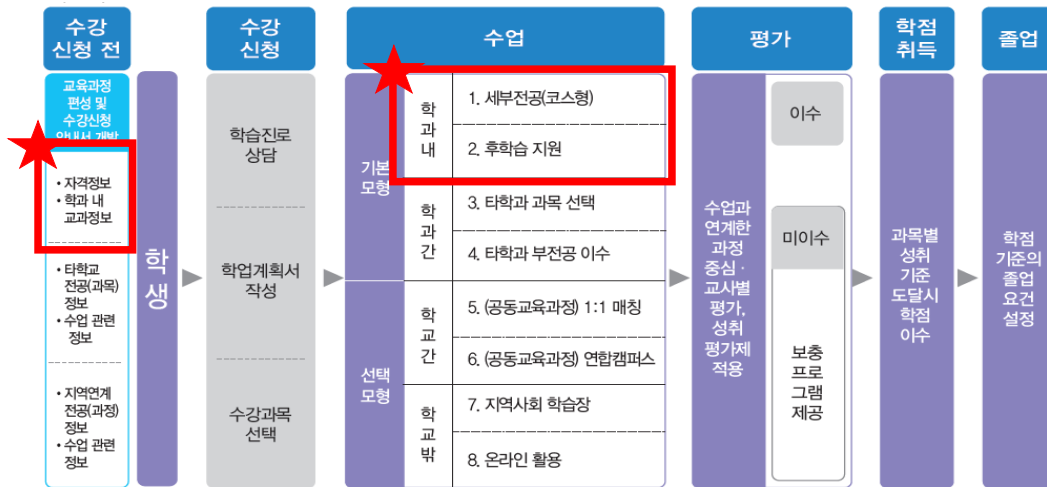 수강
신청 전
수강
신청
수업
평가
학점
취득
졸업
교육과정
편성 및
수강신청
안내서 개발
• 자격정보
• 학과 내
교과정보
• 타학교
전공(과목)
정보
• 수업 관련
정보
• 지역연계
전공(과정)
정보
• 수업 관련
정보
학
생
학습진로
상담
학업계획서
작성
수강과목
선택
기본
모형
선택
모형
학
과
내
1. 세부전공(코스형)
2. 후학습 지원
학
과
간
3. 타학과 과목 선택
4. 타학과 부전공 이수
학
교
간
5. (공동교육과정) 1:1 매칭
6. (공동교육과정) 연합캠퍼스
학
교
밖
7. 지역사회 학습장
8. 온라인 활용
수업과
연계한
과정
중심·
교사별
평가,
성취
평가제
적용
이수
미이수
보충
프로
그램
제공
과목별
성취
기준
도달시
학점
이수
학점
기준의
졸업
요건
설정